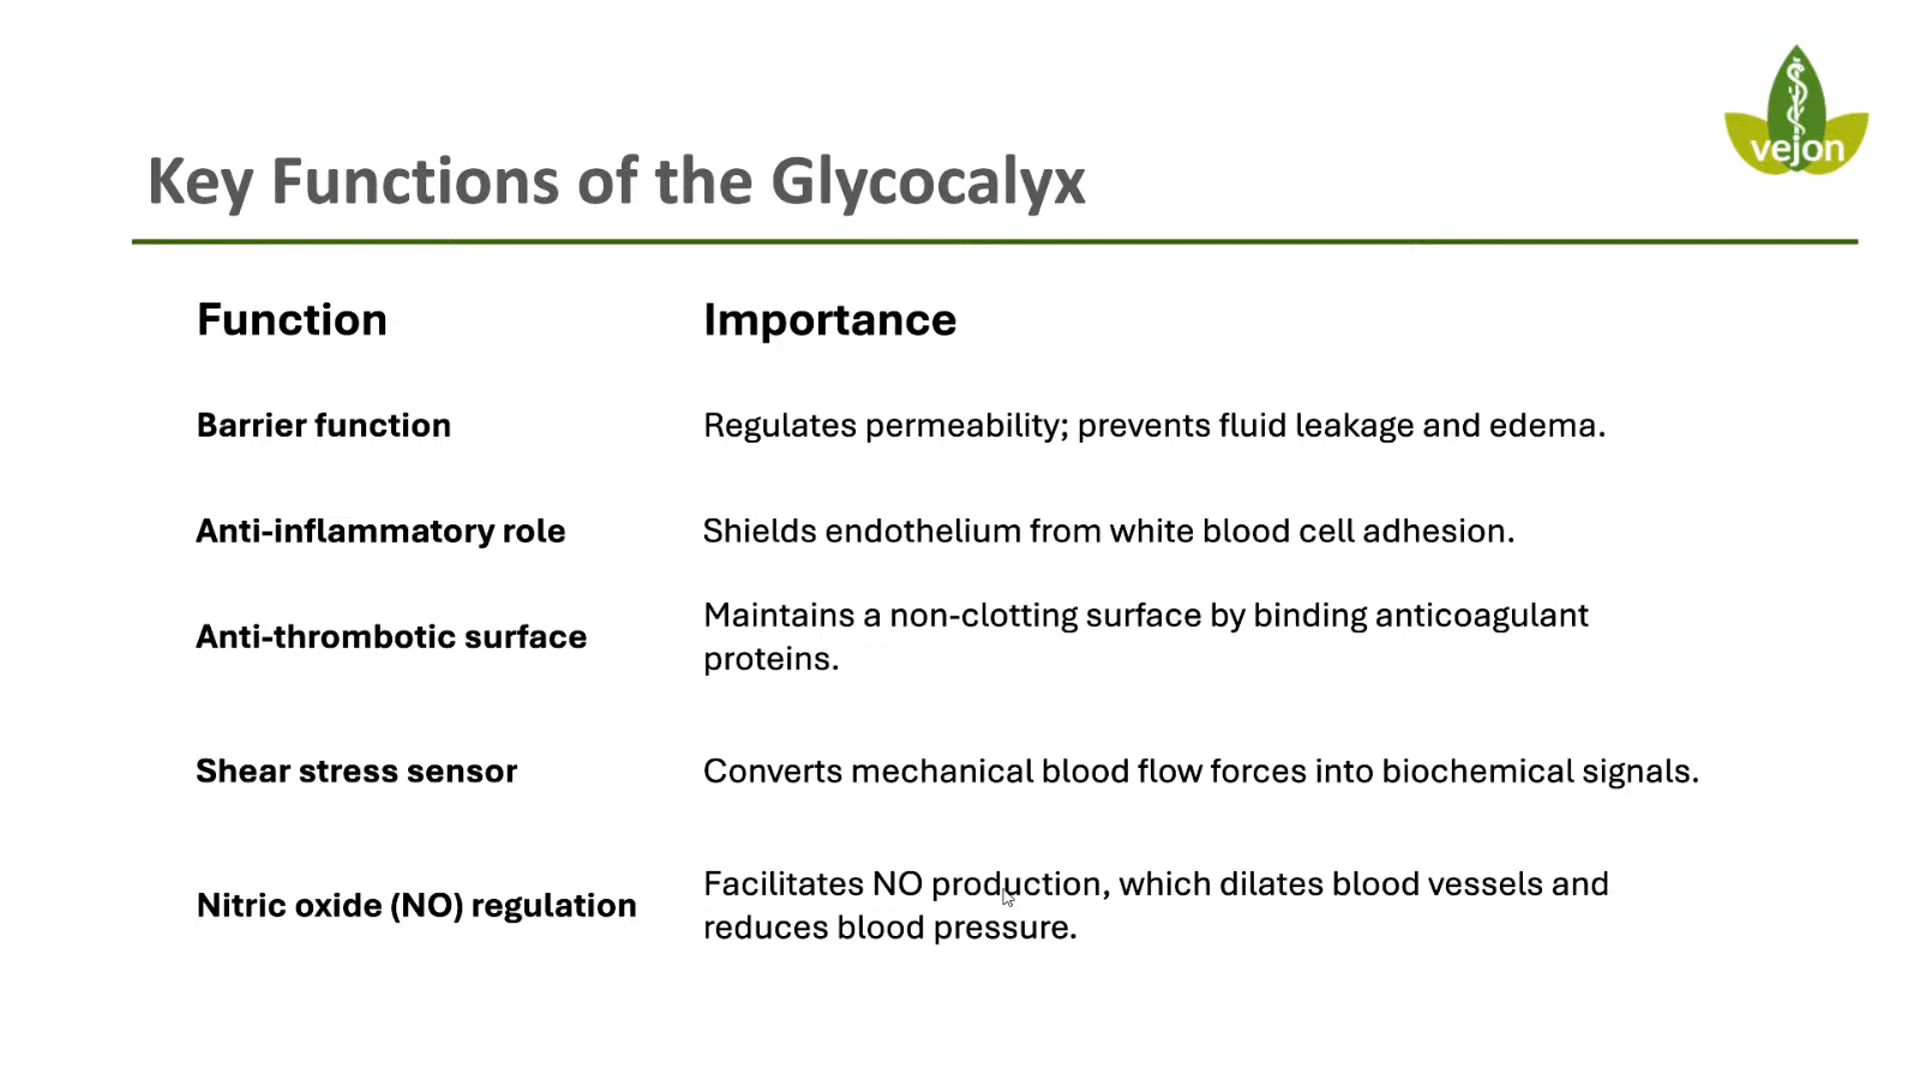 vejon
Key Functions of the Glycocalyx
Function
Importance
Barrier function
Regulates permeability; prevents fluid leakage and edema.
Anti-inflammatory role
Shields endothelium from white blood cell adhesion.
Anti-thrombotic surface
Maintains a non-clotting surface by binding anticoagulant
proteins.
Shear stress sensor
Converts mechanical blood flow forces into biochemical signals.
Nitric oxide (NO) regulation
Facilitates NO production, which dilates blood vessels and
reduces blood pressure.